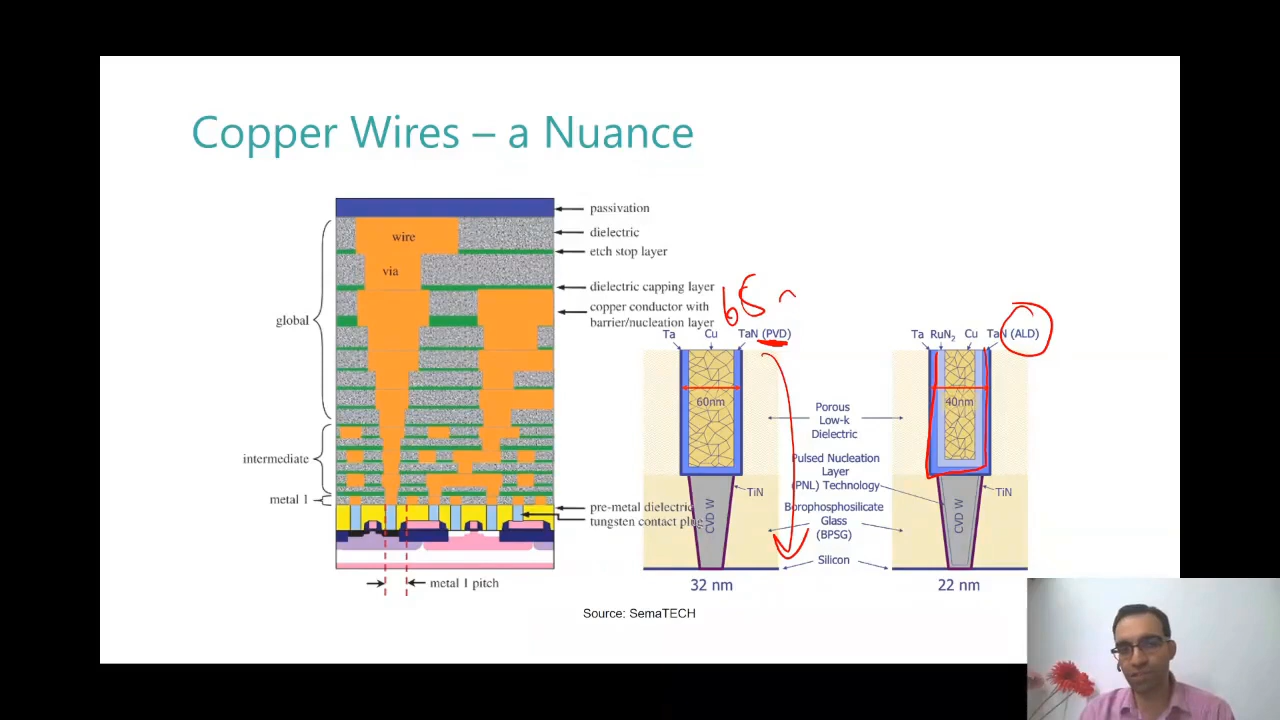 Copper Wires – a Nuance
passivation
dielectric
etch stop layer
dielectric capping layer
copper conductor with
barrier/nucleation layer
wire
via
global
intermediate
metal 1
pre-metal dielectric
tungsten contact plug
metal 1 pitch
65 n
Ta Cu TaN (PVD)
60nm
TiN
CVD W
32 nm
Porous
Low-k
Dielectric
Pulsed Nucleation
Layer
(PNL) Technology
Borophosphosilicate
Glass
(BPSG)
Silicon
Ta RuN2 Cu TaN (ALD)
40nm
TiN
CVD W
22 nm
Source: SemaTECH